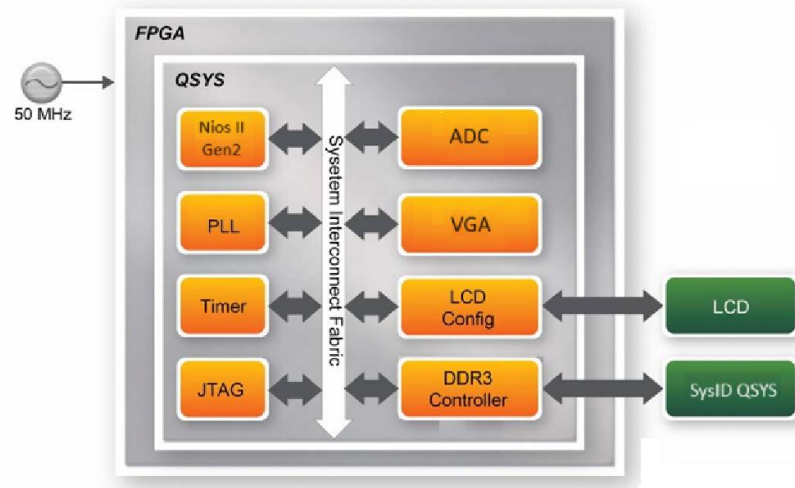 FPGA
QSYS
50 MHz
Nios II
Gen2
ADC
PLL
VGA
Timer
LCD
Config
LCD
JTAG
DDR3
Controller
SysID QSYS
Sysetem Interconnect Fabric